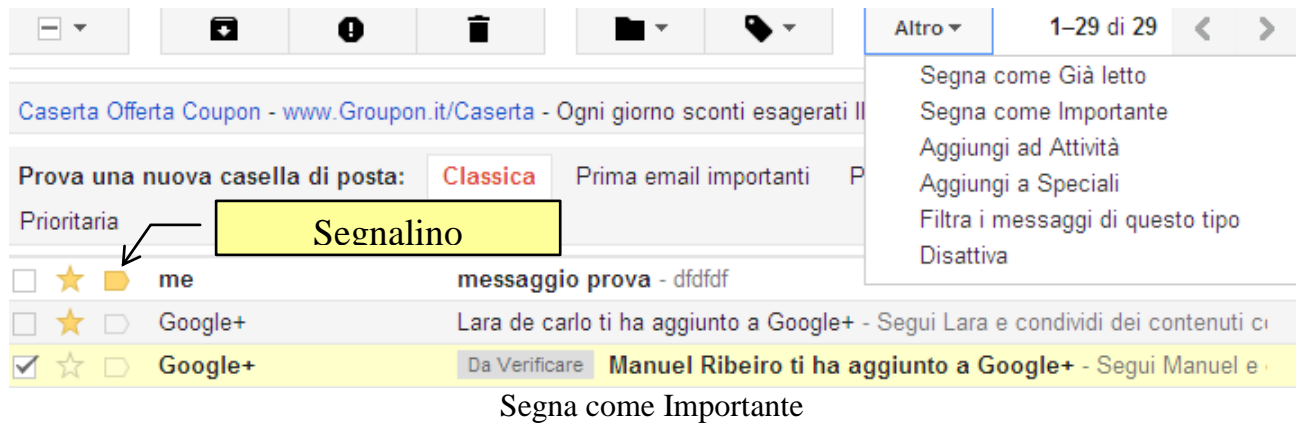 Altro 1–29 di 29
Segna come Già letto
Segna come Importante
Aggiungi ad Attività
Aggiungi a Speciali
Filtra i messaggi di questo tipo
Disattiva
Caserta Offerta Coupon - www.Groupon.it/Caserta - Ogni giorno sconti esagerati
Prova una nuova casella di posta: Classica Prima email importanti
Prioritaria
Segnalino
me messaggio prova - dfdfdf
Google+ Lara de carlo ti ha aggiunto a Google+ - Segui Lara e condividi dei contenuti
Google+ Da Verificare Manuel Ribeiro ti ha aggiunto a Google+ - Segui Manuel e
Segna come Importante